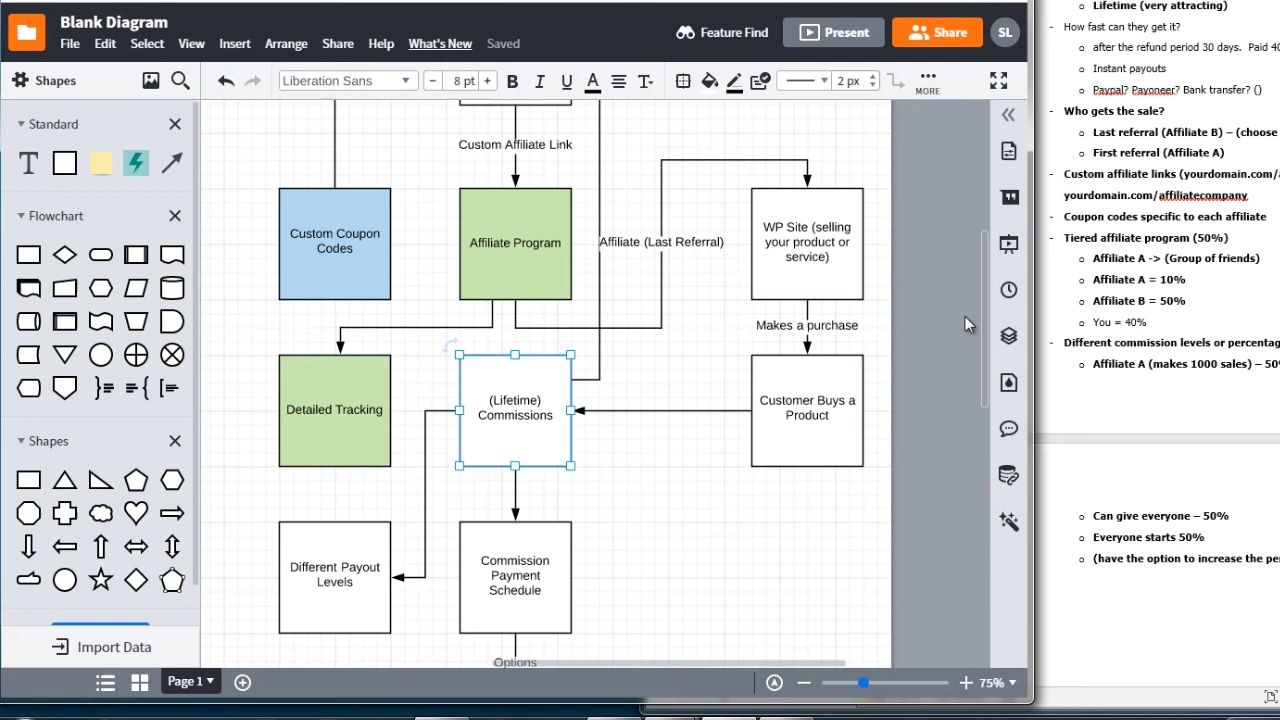 Blank Diagram
File Edit Select View Insert Arrange Share Help What's New Saved
Feature Find
Present
Share
SL
Shapes
Liberation Sans
8 pt
MORE
2 px
Standard
Flowchart
Shapes
Import Data
Custom Affiliate Link
Custom Coupon
Codes
Affiliate Program
Affiliate (Last Referral)
WP Site (selling
your product or
service)
Makes a purchase
Detailed Tracking
(Lifetime)
Commissions
Customer Buys a
Product
Different Payout
Levels
Commission
Payment
Schedule
Options
Page 1
75%
Lifetime (very attracting)
How fast can they get it?
after the refund period 30 days. Paid 40
Instant payouts
Paypal? Payoneer? Bank transfer? ()
Who gets the sale?
Last referral (Affiliate B) – (choose
First referral (Affiliate A)
Custom affiliate links (yourdomain.com/a
yourdomain.com/affiliatecompany
Coupon codes specific to each affiliate
Tiered affiliate program (50%)
Affiliate A -> (Group of friends)
Affiliate A = 10%
Affiliate B = 50%
You = 40%
Different commission levels or percentag
Affiliate A (makes 1000 sales) – 50%
Can give everyone – 50%
Everyone starts 50%
(have the option to increase the per